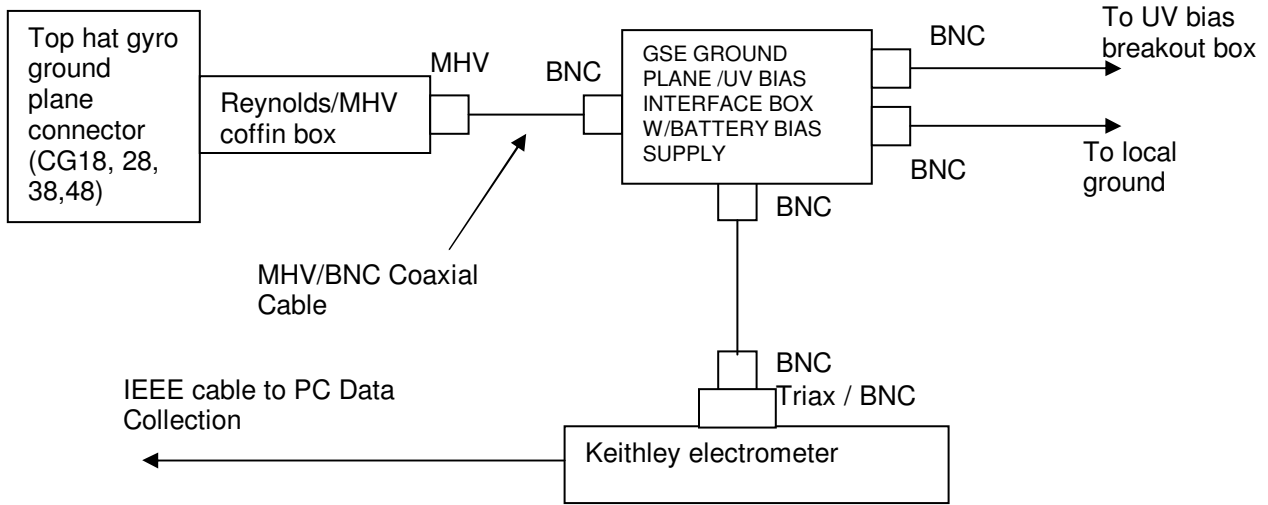 Top hat gyro
ground
plane
connector
(CG18, 28,
38,48)
Reynolds/MHV
coffin box
MHV
BNC
MHV/BNC Coaxial
Cable
GSE GROUND
PLANE /UV BIAS
INTERFACE BOX
W/BATTERY BIAS
SUPPLY
BNC
To UV bias
breakout box
BNC
To local
ground
BNC
BNC
Triax / BNC
Keithley electrometer
IEEE cable to PC Data
Collection